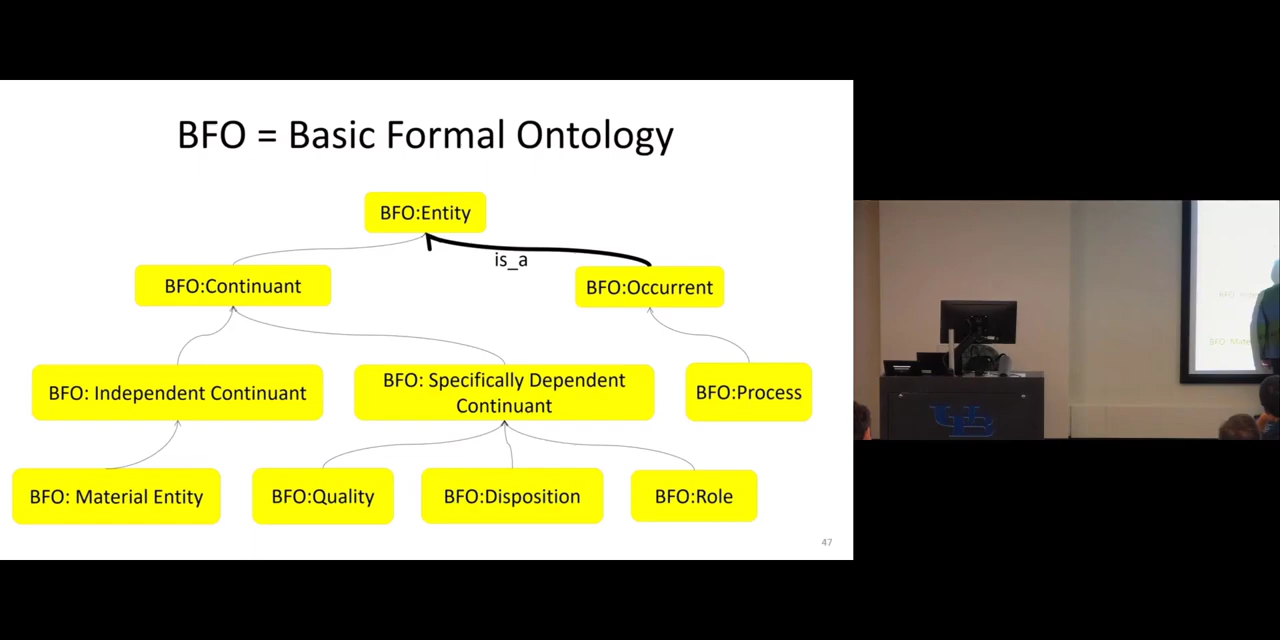 BFO = Basic Formal Ontology
BFO:Entity
is_a
BFO:Continuant
BFO:Occurrent
BFO: Independent Continuant
BFO: Specifically Dependent
Continuant
BFO:Process
BFO: Material Entity
BFO:Quality
BFO:Disposition
BFO:Role
47
UB